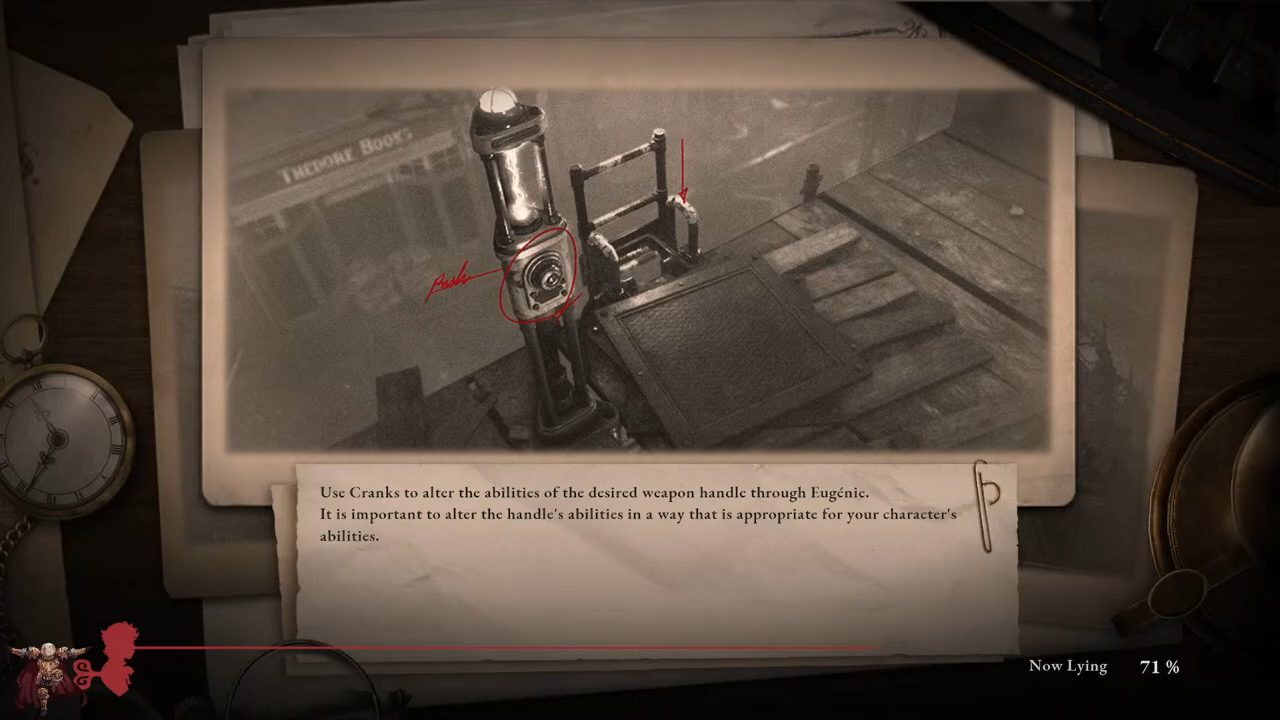 THEDORE BOOK'S
Push
Use Cranks to alter the abilities of the desired weapon handle through Eugénie.
It is important to alter the handle's abilities in a way that is appropriate for your character's
abilities.
Now Lying 71 %